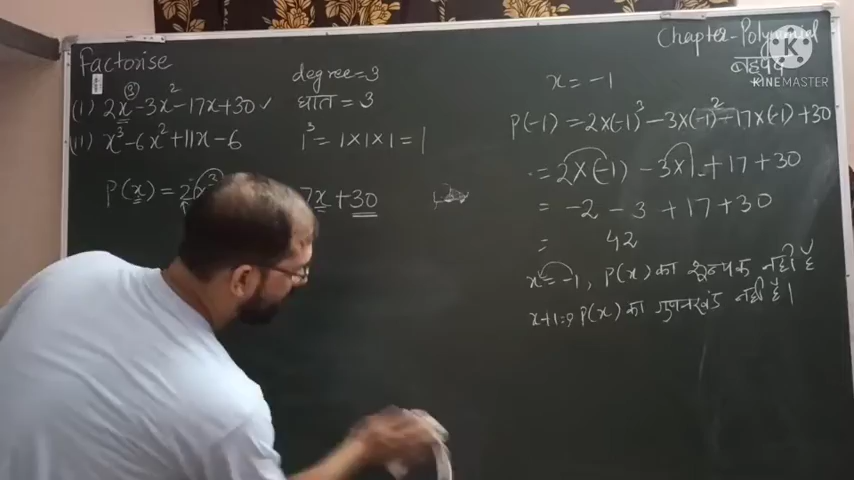 Factorise
(i) 2x³-3x²-17x+30 ✓
(ii) x³-6x²+11x-6
p(x) = 2 7x+30
degree=3
घात = 3
1³ = 1×1×1 = 1
Chapter-Polynomial
बहुपद
KINEMASTER
x = -1
p(-1) = 2×(-1)³ -3×(-1)² -17×(-1) +30
= 2×(-1) - 3×1 + 17 + 30
= -2 - 3 + 17 + 30
= 42
x = -1, p(x) का शून्यक नहीं है
x+1=0 p(x) का गुणनखंड नहीं है।